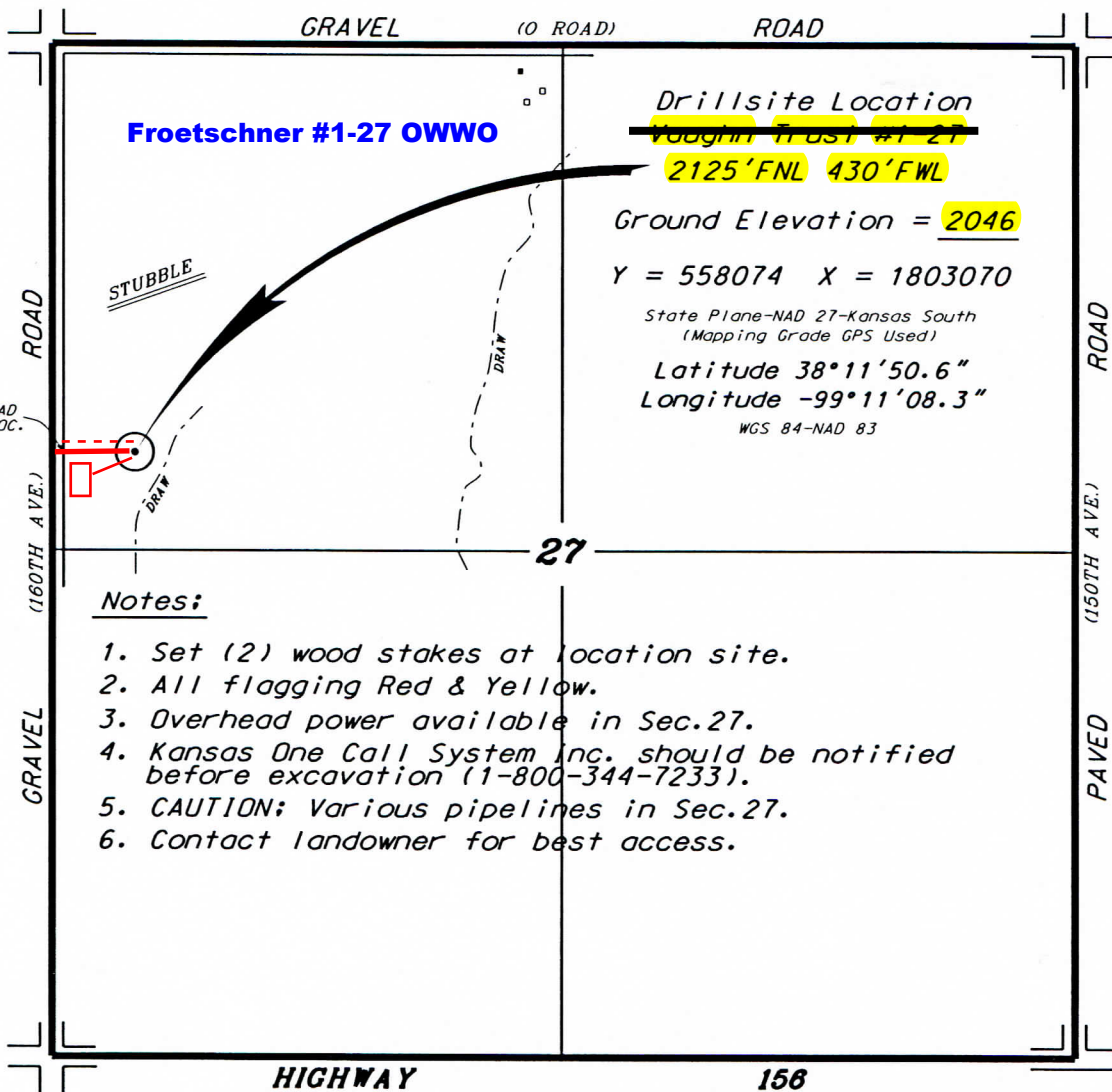 GRAVEL (O ROAD) ROAD
Froetschner #1-27 OWWO
Drillsite Location
Vaughn Trust #1-27
2125'FNL 430'FWL
Ground Elevation = 2046
Y = 558074 X = 1803070
State Plane-NAD 27-Kansas South
(Mapping Grade GPS Used)
Latitude 38°11'50.6"
Longitude -99°11'08.3"
WGS 84-NAD 83
STUBBLE
DRAW
DRAW
ROAD
(160TH AVE.)
GRAVEL
ROAD
(150TH AVE.)
PAVED
27
Notes:
1. Set (2) wood stakes at location site.
2. All flagging Red & Yellow.
3. Overhead power available in Sec.27.
4. Kansas One Call System inc. should be notified
before excavation (1-800-344-7233).
5. CAUTION: Various pipelines in Sec.27.
6. Contact landowner for best access.
HIGHWAY 156